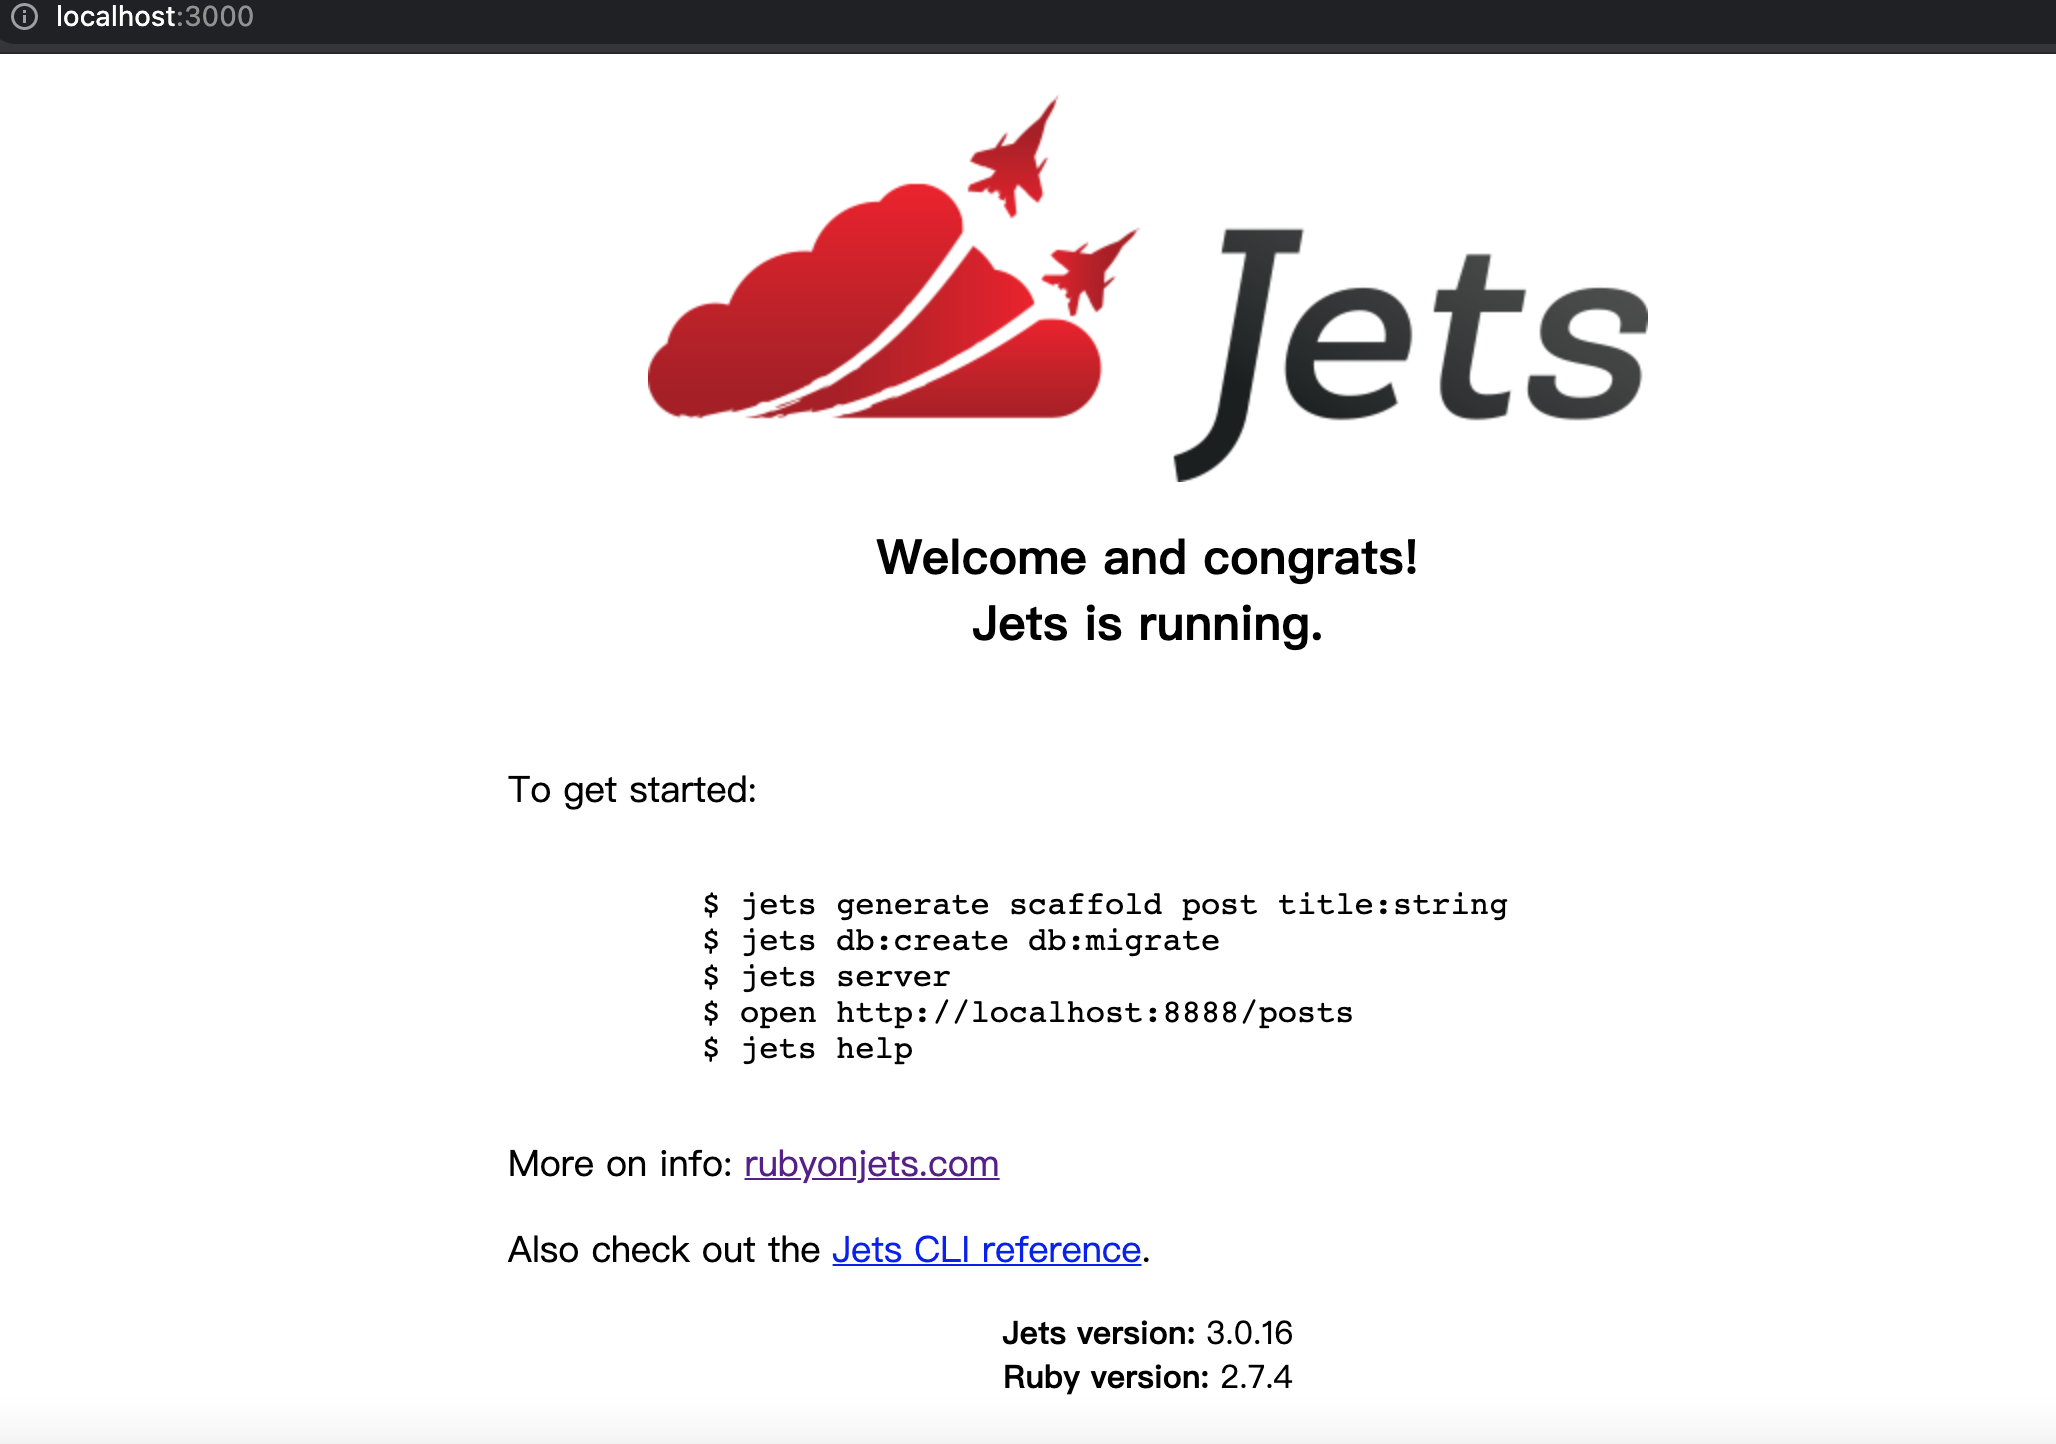 localhost:3000
Jets
Welcome and congrats!
Jets is running.
To get started:
$ jets generate scaffold post title:string
$ jets db:create db:migrate
$ jets server
$ open http://localhost:8888/posts
$ jets help
More on info: rubyonjets.com
Also check out the Jets CLI reference.
Jets version: 3.0.16
Ruby version: 2.7.4